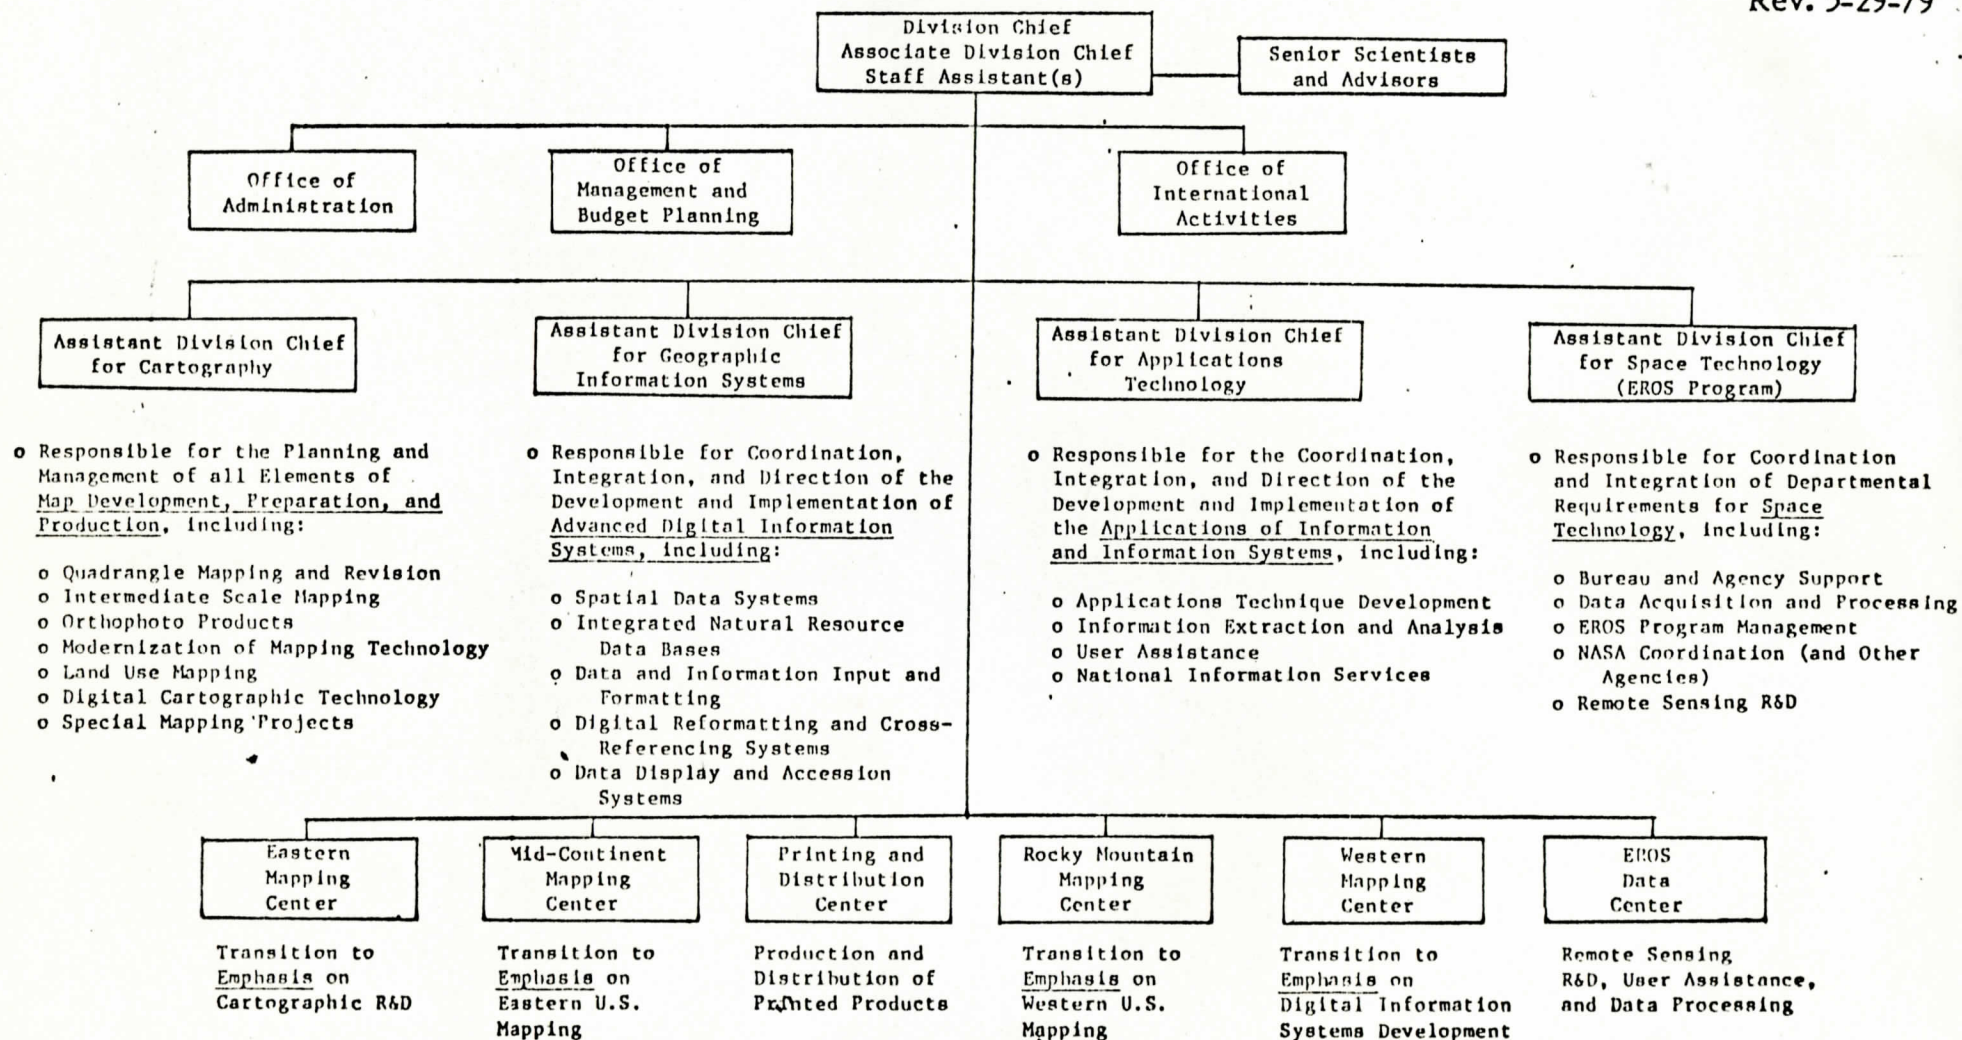 Rev. 5-29-79
Division Chief
Associate Division Chief
Staff Assistant(s)
Senior Scientists
and Advisors
Office of
Administration
Office of
Management and
Budget Planning
Office of
International
Activities
Assistant Division Chief
for Cartography
Assistant Division Chief
for Geographic
Information Systems
Assistant Division Chief
for Applications
Technology
Assistant Division Chief
for Space Technology
(EROS Program)
o Responsible for the Planning and
Management of all Elements of
Map Development, Preparation, and
Production, including:
o Quadrangle Mapping and Revision
o Intermediate Scale Mapping
o Orthophoto Products
o Modernization of Mapping Technology
o Land Use Mapping
o Digital Cartographic Technology
o Special Mapping Projects
o Responsible for Coordination,
Integration, and Direction of the
Development and Implementation of
Advanced Digital Information
Systems, including:
o Spatial Data Systems
o Integrated Natural Resource
Data Bases
o Data and Information Input and
Formatting
o Digital Reformatting and Cross-
Referencing Systems
o Data Display and Accession
Systems
o Responsible for the Coordination,
Integration, and Direction of the
Development and Implementation of
the Applications of Information
and Information Systems, including:
o Applications Technique Development
o Information Extraction and Analysis
o User Assistance
o National Information Services
o Responsible for Coordination
and Integration of Departmental
Requirements for Space
Technology, including:
o Bureau and Agency Support
o Data Acquisition and Processing
o EROS Program Management
o NASA Coordination (and Other
Agencies)
o Remote Sensing R&D
Eastern
Mapping
Center
Transition to
Emphasis on
Cartographic R&D
Mid-Continent
Mapping
Center
Transition to
Emphasis on
Eastern U.S.
Mapping
Printing and
Distribution
Center
Production and
Distribution of
Printed Products
Rocky Mountain
Mapping
Center
Transition to
Emphasis on
Western U.S.
Mapping
Western
Mapping
Center
Transition to
Emphasis on
Digital Information
Systems Development
EROS
Data
Center
Remote Sensing
R&D, User Assistance,
and Data Processing